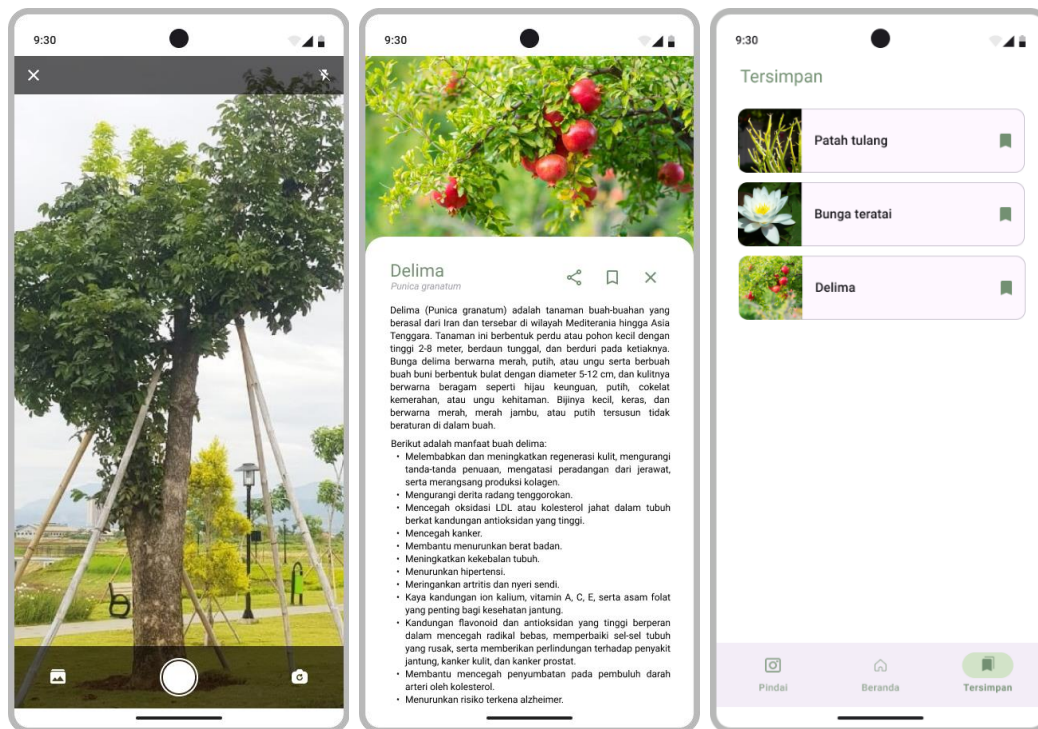 9:30
9:30
Delima
Punica granatum
Delima (Punica granatum) adalah tanaman buah-buahan yang
berasal dari Iran dan tersebar di wilayah Mediterania hingga Asia
Tenggara. Tanaman ini berbentuk perdu atau pohon kecil dengan
tinggi 2-8 meter, berdaun tunggal, dan berduri pada ketiaknya.
Bunga delima berwarna merah, putih, atau ungu serta berbuah
buah buni berbentuk bulat dengan diameter 5-12 cm, dan kulitnya
berwarna beragam seperti hijau keunguan, putih, cokelat
kemerahan, atau ungu kehitaman. Bijinya kecil, keras, dan
berwarna merah, merah jambu, atau putih tersusun tidak
beraturan di dalam buah.
Berikut adalah manfaat buah delima:
• Melembabkan dan meningkatkan regenerasi kulit, mengurangi
tanda-tanda penuaan, mengatasi peradangan dari jerawat,
serta merangsang produksi kolagen.
• Mengurangi derita radang tenggorokan.
• Mencegah oksidasi LDL atau kolesterol jahat dalam tubuh
berkat kandungan antioksidan yang tinggi.
• Mencegah kanker.
• Membantu menurunkan berat badan.
• Meningkatkan kekebalan tubuh.
• Menurunkan hipertensi.
• Meringankan artritis dan nyeri sendi.
• Kaya kandungan ion kalium, vitamin A, C, E, serta asam folat
yang penting bagi kesehatan jantung.
• Kandungan flavonoid dan antioksidan yang tinggi berperan
dalam mencegah radikal bebas, memperbaiki sel-sel tubuh
yang rusak, serta memberikan perlindungan terhadap penyakit
jantung, kanker kulit, dan kanker prostat.
• Membantu mencegah penyumbatan pada pembuluh darah
arteri oleh kolesterol.
• Menurunkan risiko terkena alzheimer.
9:30
Tersimpan
Patah tulang
Bunga teratai
Delima
Pindai
Beranda
Tersimpan